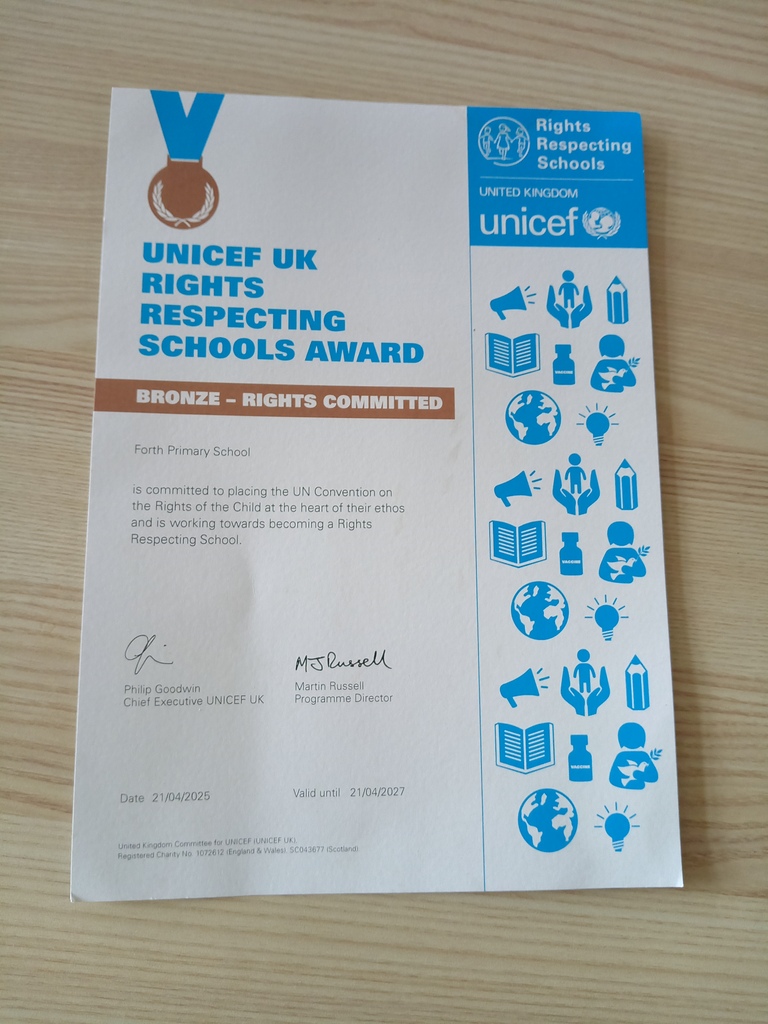 UNICEF UK
RIGHTS
RESPECTING
SCHOOLS AWARD
BRONZE – RIGHTS COMMITTED
Forth Primary School
is committed to placing the UN Convention on
the Rights of the Child at the heart of their ethos
and is working towards becoming a Rights
Respecting School.
MJRussell
Philip Goodwin
Chief Executive UNICEF UK
Martin Russell
Programme Director
Date 21/04/2025
Valid until 21/04/2027
United Kingdom Committee for UNICEF (UNICEF UK),
Registered Charity No. 1072612 (England & Wales) SC043677 (Scotland)
Rights
Respecting
Schools
UNITED KINGDOM
unicef
VACCINE
VACCINE
VACCINE